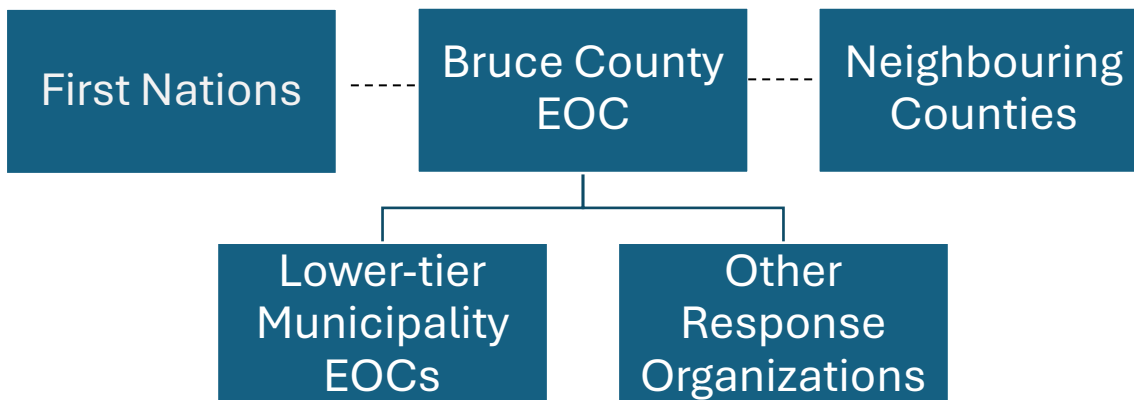 First Nations
Bruce County
EOC
Neighbouring
Counties
Lower-tier
Municipality
EOCs
Other
Response
Organizations